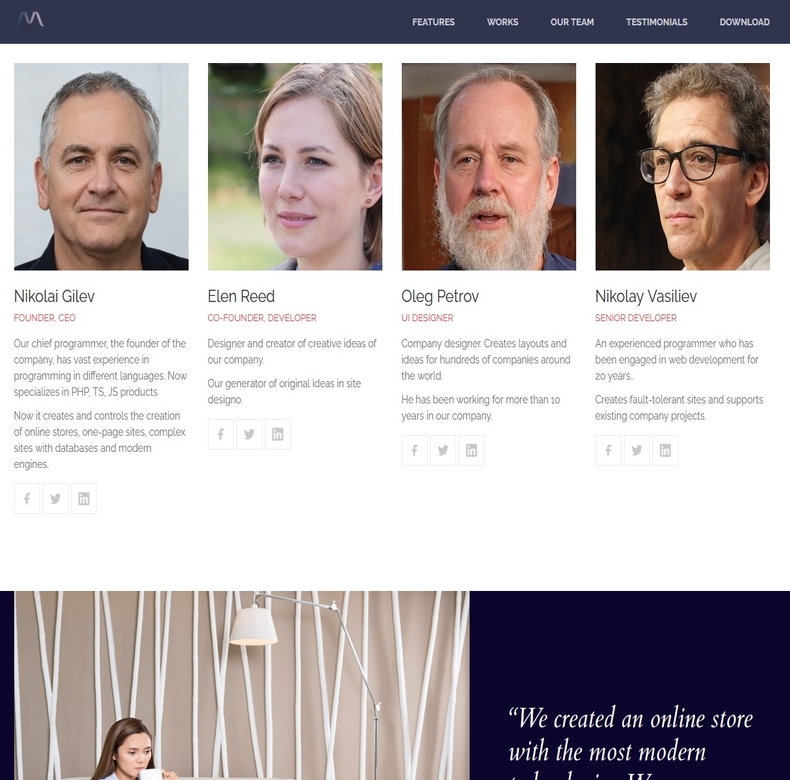 FEATURES WORKS OUR TEAM TESTIMONIALS DOWNLOAD
Nikolai Gilev
FOUNDER, CEO
Our chief programmer, the founder of the
company, has vast experience in
programming in different languages. Now
specializes in PHP, TS, JS products
Now it creates and controls the creation
of online stores, one-page sites, complex
sites with databases and modern
engines.
Elen Reed
CO-FOUNDER, DEVELOPER
Designer and creator of creative ideas of
our company.
Our generator of original ideas in site
designo.
Oleg Petrov
UI DESIGNER
Company designer. Creates layouts and
ideas for hundreds of companies around
the world.
He has been working for more than 10
years in our company.
Nikolay Vasiliev
SENIOR DEVELOPER
An experienced programmer who has
been engaged in web development for
20 years..
Creates fault-tolerant sites and supports
existing company projects.
“We created an online store
with the most modern